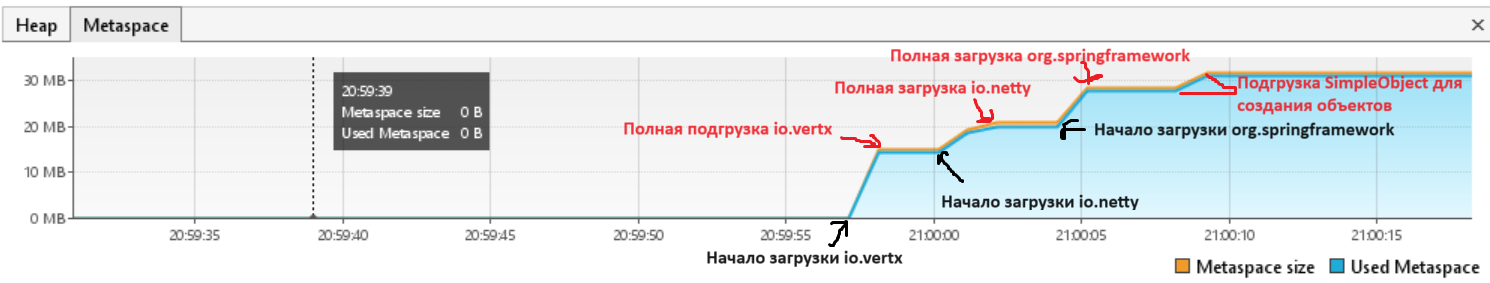 Heap Metaspace ×
Полная загрузка org.springframework
30 MB
20:59:39
Metaspace size 0 B
Used Metaspace 0 B
Полная загрузка io.netty
Подгрузка SimpleObject для
создания объектов
20 MB
Полная подгрузка io.vertx
Начало загрузки org.springframework
10 MB
Начало загрузки io.netty
0 MB
20:59:35 20:59:40 20:59:45 20:59:50 20:59:55 21:00:00 21:00:05 21:00:10 21:00:15
Начало загрузки io.vertx
Metaspace size Used Metaspace